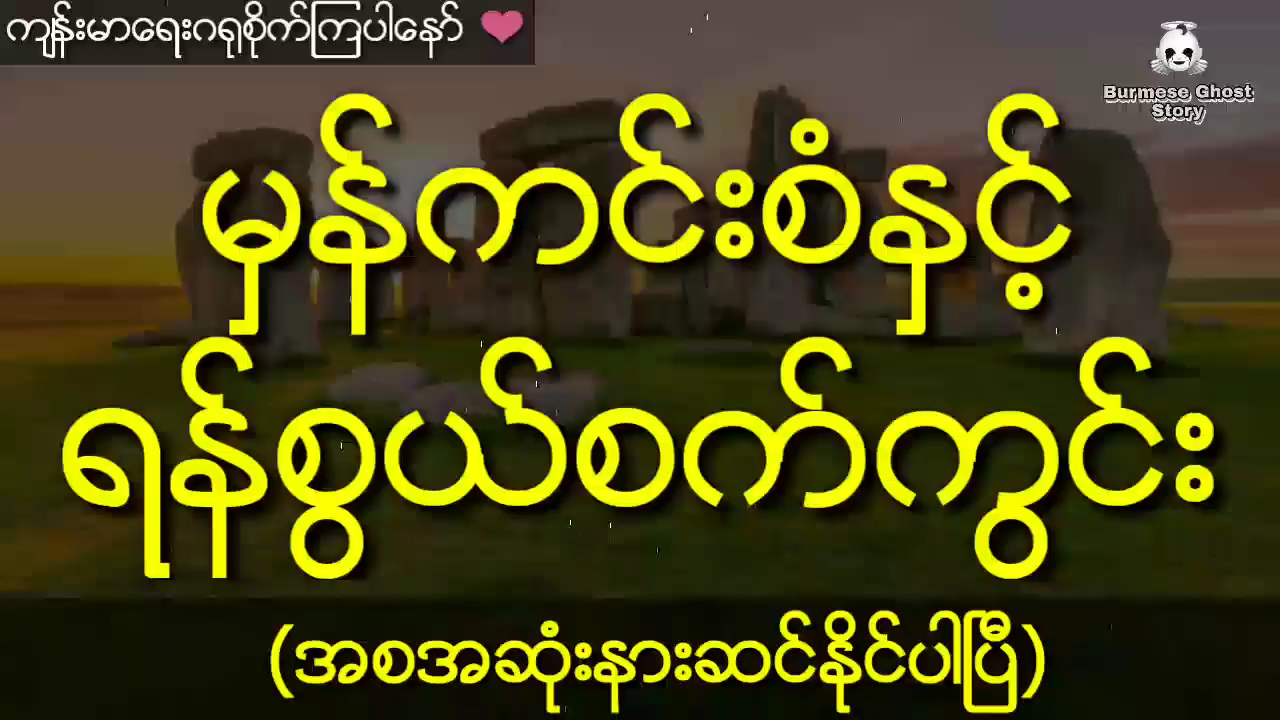 ကျန်းမာရေးဂရုစိုက်ကြပါနော် ❤
Burmese Ghost
Story
မှန်ကင်းစံနှင့်
ရန်စွယ်စက်ကွင်း
(အစအဆုံးနားဆင်နိုင်ပါပြီ)